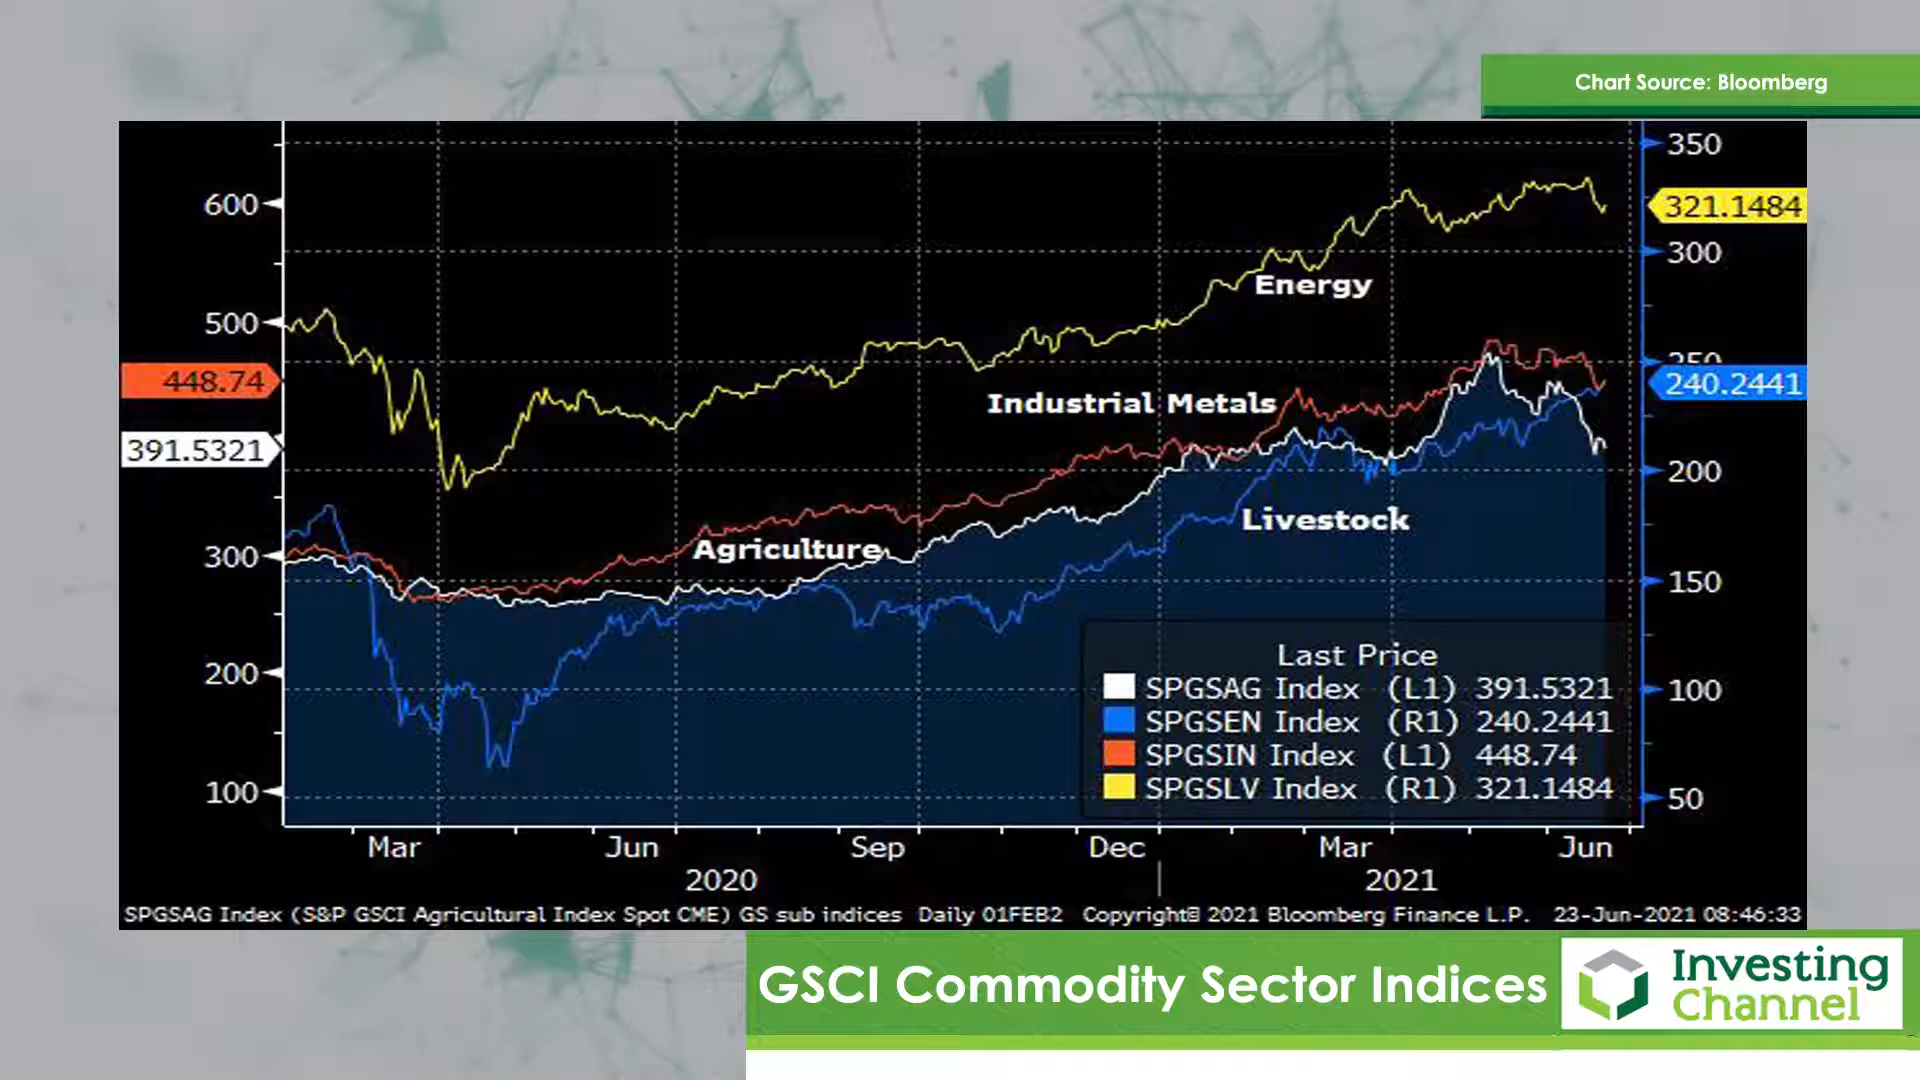 Chart Source: Bloomberg
350
600
321.1484
300
Energy
500
250
448.74
240.2441
Industrial Metals
391.5321
200
Livestock
300
Agriculture
150
Last Price
200
SPGSAG Index (L1) 391.5321
100
SPGSEN Index (R1) 240.2441
SPGSIN Index (L1) 448.74
SPGSLV Index (R1) 321.1484
100
50
Mar Jun Sep Dec Mar Jun
2020 2021
SPGSAG Index (S&P GSCI Agricultural Index Spot CME) GS sub indices Daily 01FEB2 Copyright© 2021 Bloomberg Finance L.P. 23-Jun-2021 08:46:33
GSCI Commodity Sector Indices
Investing
Channel